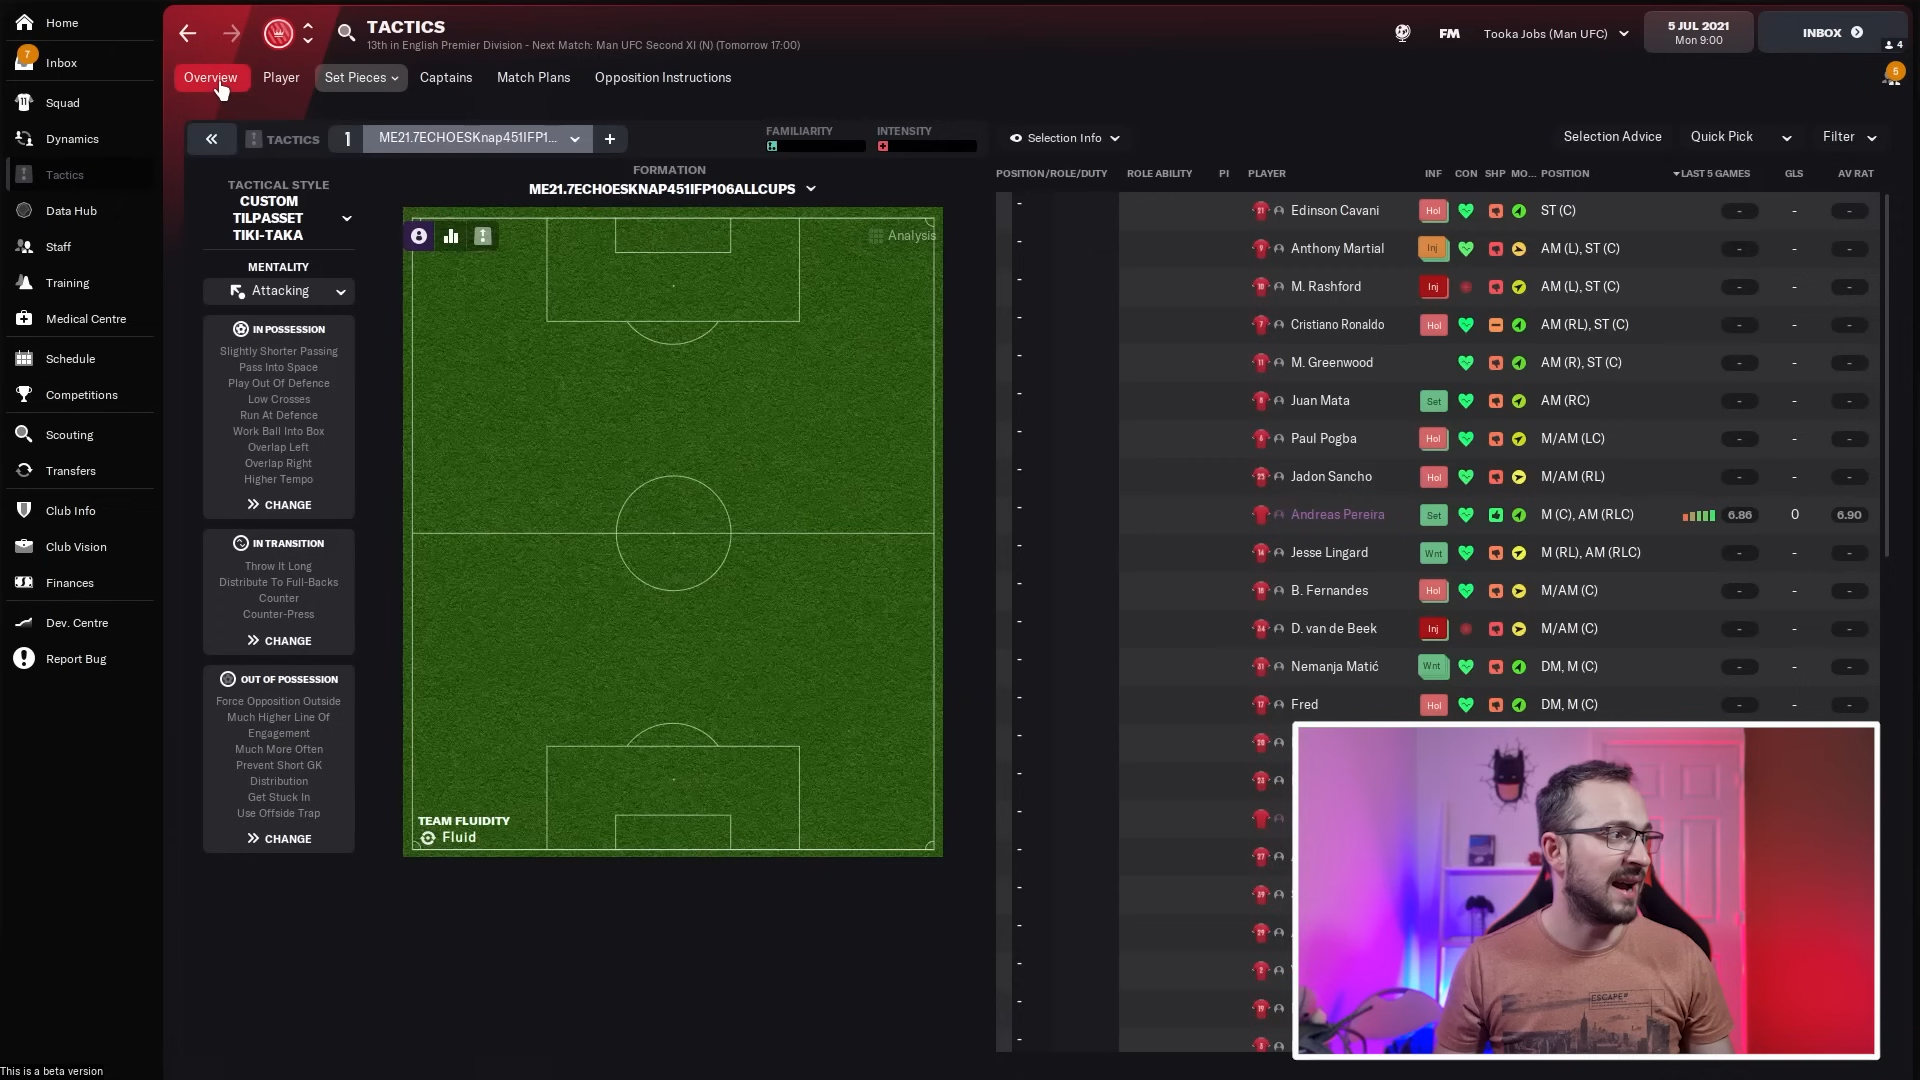 Home
7
Inbox
Squad
Dynamics
Tactics
Data Hub
Staff
Training
Medical Centre
Schedule
Competitions
Scouting
Transfers
Club Info
Club Vision
Finances
Dev. Centre
Report Bug
This is a beta version
TACTICS
13th in English Premier Division - Next Match: Man UFC Second XI (N) (Tomorrow 17:00)
FM
Tooka Jobs (Man UFC)
5 JUL 2021
Mon 9:00
INBOX
4
5
Overview
Player
Set Pieces
Captains
Match Plans
Opposition Instructions
TACTICS
1
ME21.7ECHOESKnap451IFP1...
FAMILIARITY
INTENSITY
Selection Info
Selection Advice
Quick Pick
Filter
TACTICAL STYLE
CUSTOM
TILPASSET
TIKI-TAKA
MENTALITY
Attacking
IN POSSESSION
Slightly Shorter Passing
Pass Into Space
Play Out Of Defence
Low Crosses
Run At Defence
Work Ball Into Box
Overlap Left
Overlap Right
Higher Tempo
CHANGE
IN TRANSITION
Throw It Long
Distribute To Full-Backs
Counter
Counter-Press
CHANGE
OUT OF POSSESSION
Force Opposition Outside
Much Higher Line Of
Engagement
Much More Often
Prevent Short GK
Distribution
Get Stuck In
Use Offside Trap
CHANGE
FORMATION
ME21.7ECHOESKNAP451IFP106ALLCUPS
Analysis
TEAM FLUIDITY
Fluid
POSITION/ROLE/DUTY ROLE ABILITY PI PLAYER INF CON SHP MO... POSITION LAST 5 GAMES GLS AV RAT
- Edinson Cavani Hol ST (C) - - -
- Anthony Martial Inj AM (L), ST (C) - - -
- M. Rashford Inj AM (L), ST (C) - - -
- Cristiano Ronaldo Hol AM (RL), ST (C) - - -
- M. Greenwood AM (R), ST (C) - - -
- Juan Mata Set AM (RC) - - -
- Paul Pogba Hol M/AM (LC) - - -
- Jadon Sancho Hol M/AM (RL) - - -
- Andreas Pereira Set M (C), AM (RLC) 6.86 0 6.90
- Jesse Lingard Wnt M (RL), AM (RLC) - - -
- B. Fernandes Hol M/AM (C) - - -
- D. van de Beek Inj M/AM (C) - - -
- Nemanja Matić Wnt DM, M (C) - - -
- Fred Hol DM, M (C)
-
-
-
-
-
-
-
-
-
ESCAPE